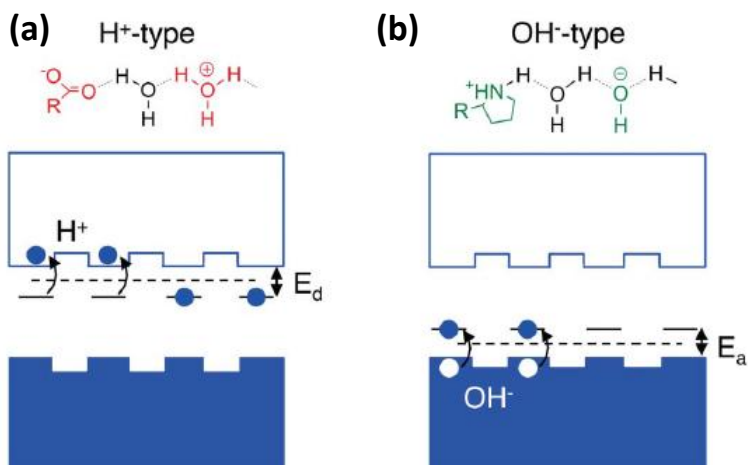 (a)
H⁺-type
⁻O
O
R
H
O
H
H
⊕
O
H
H
H⁺
E_d
(b)
OH⁻-type
+
HN
H
R
O
H
H
⊖
O
H
H
OH⁻
E_a